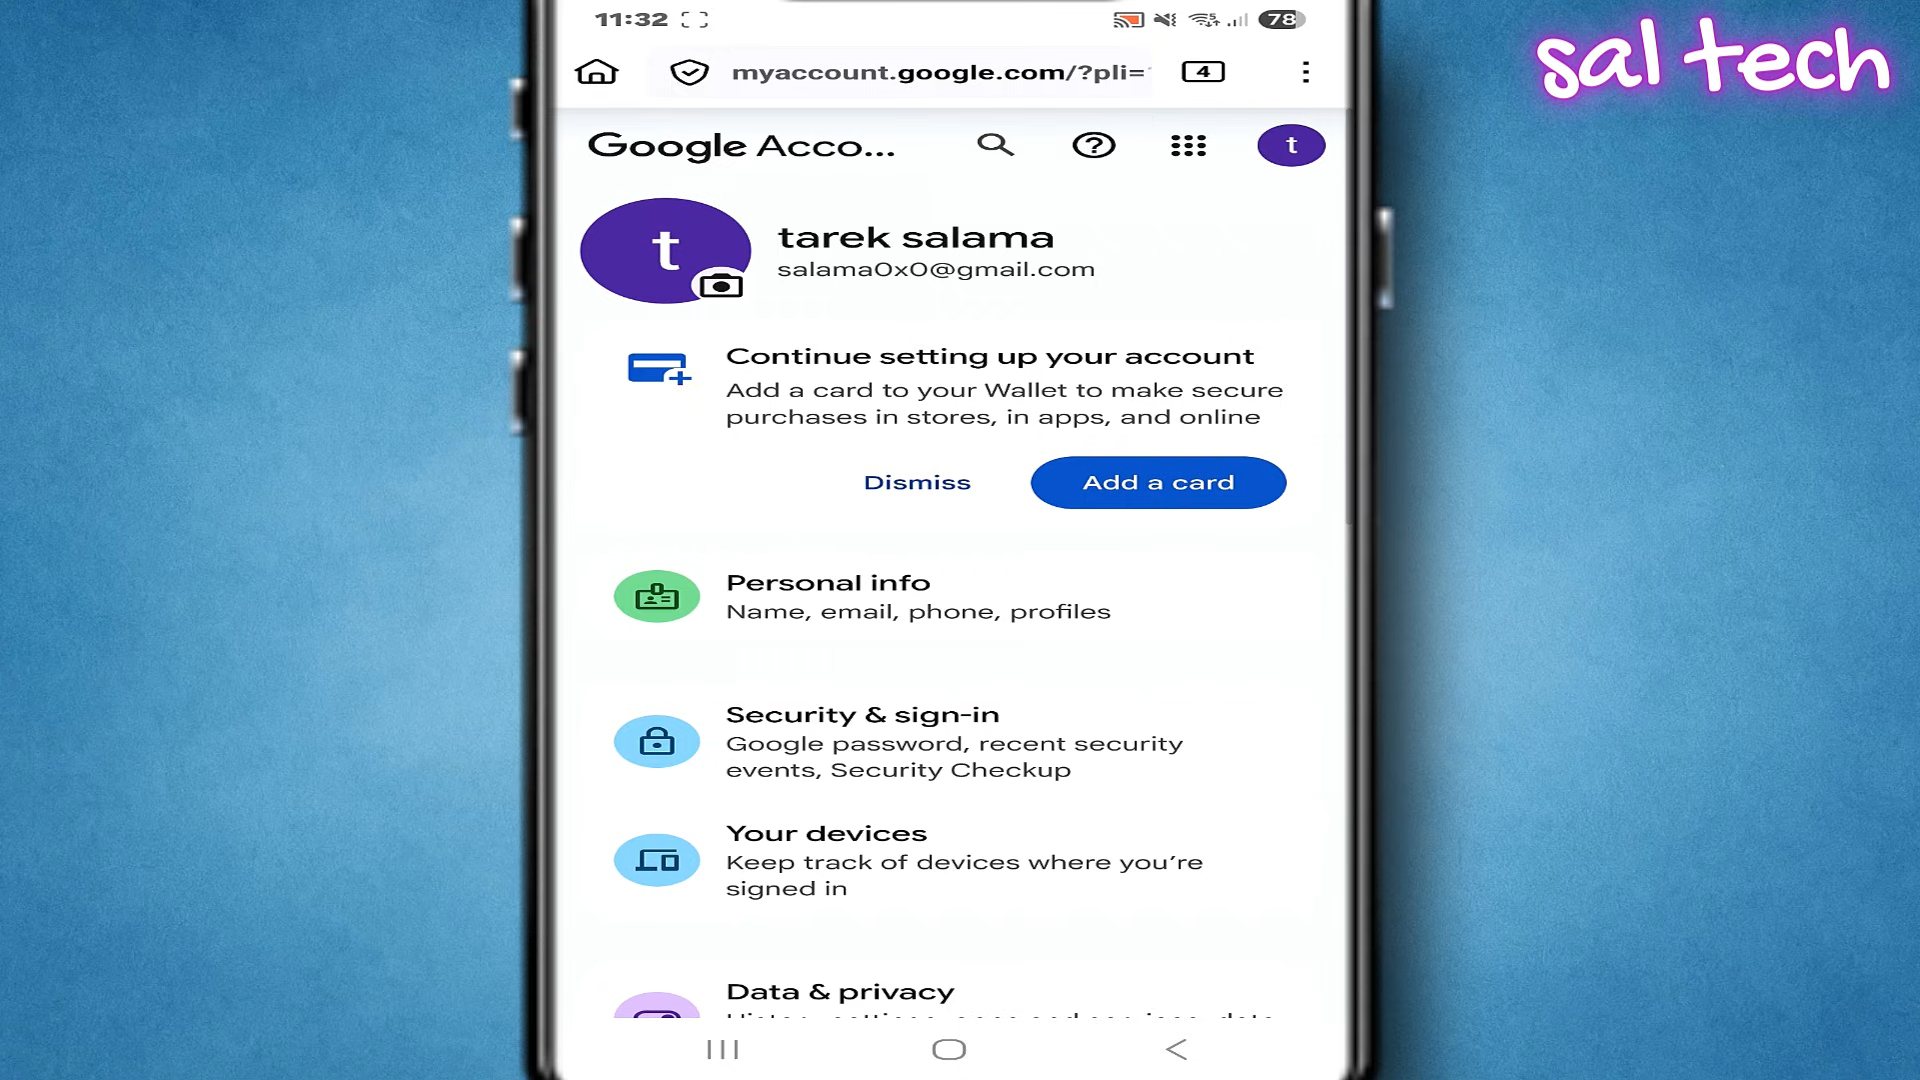 11:32
78
sal tech
myaccount.google.com/?pli=
4
Google Acco...
t
t
tarek salama
salama0x0@gmail.com
Continue setting up your account
Add a card to your Wallet to make secure
purchases in stores, in apps, and online
Dismiss
Add a card
Personal info
Name, email, phone, profiles
Security & sign-in
Google password, recent security
events, Security Checkup
Your devices
Keep track of devices where you’re
signed in
Data & privacy